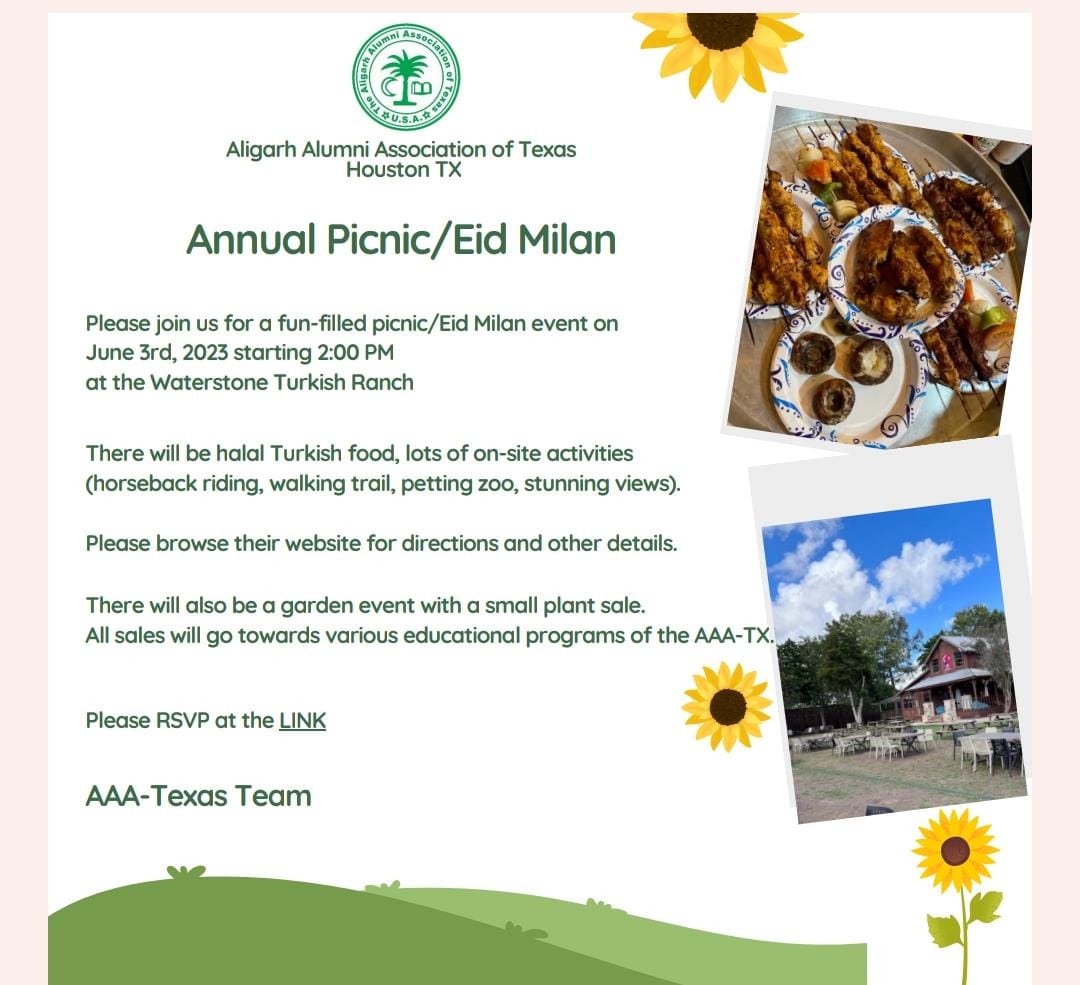 The Aligarh Alumni Association of Texas
☆ U.S.A. ☆
Aligarh Alumni Association of Texas
Houston TX
Annual Picnic/Eid Milan
Please join us for a fun-filled picnic/Eid Milan event on
June 3rd, 2023 starting 2:00 PM
at the Waterstone Turkish Ranch
There will be halal Turkish food, lots of on-site activities
(horseback riding, walking trail, petting zoo, stunning views).
Please browse their website for directions and other details.
There will also be a garden event with a small plant sale.
All sales will go towards various educational programs of the AAA-TX.
Please RSVP at the LINK
AAA-Texas Team